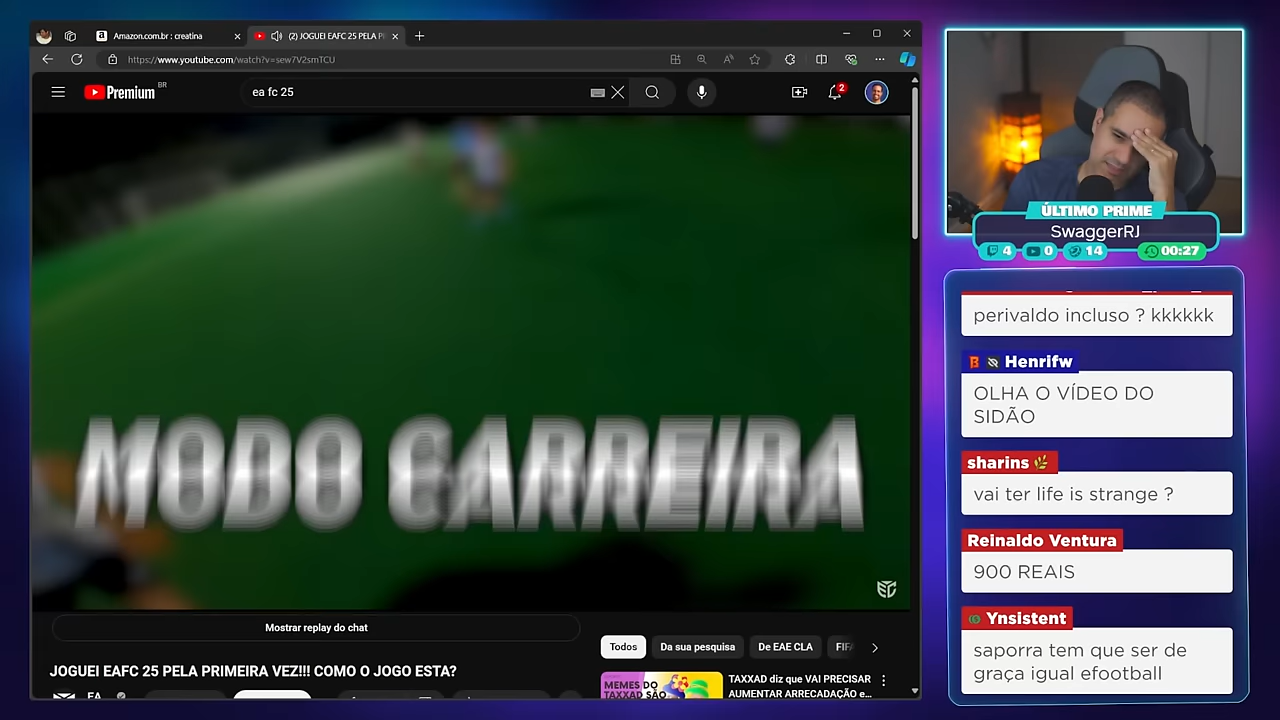 Amazon.com.br : creatina
(2) JOGUEI EAFC 25 PELA P
https://www.youtube.com/watch?v=sew7V2smTCU
Premium BR
ea fc 25
2
MODO CARREIRA
Mostrar replay do chat
JOGUEI EAFC 25 PELA PRIMEIRA VEZ!!! COMO O JOGO ESTA?
Todos
Da sua pesquisa
De EAE CLA
FIFA
MEMES DO
TAXXAD SÃO
TAXXAD diz que VAI PRECISAR
AUMENTAR ARRECADAÇÃO e...
ÚLTIMO PRIME
SwaggerRJ
4
0
14
00:27
perivaldo incluso ? kkkkkk
Henrifw
OLHA O VÍDEO DO
SIDÃO
sharins
vai ter life is strange ?
Reinaldo Ventura
900 REAIS
Ynsistent
saporra tem que ser de
graça igual efootball